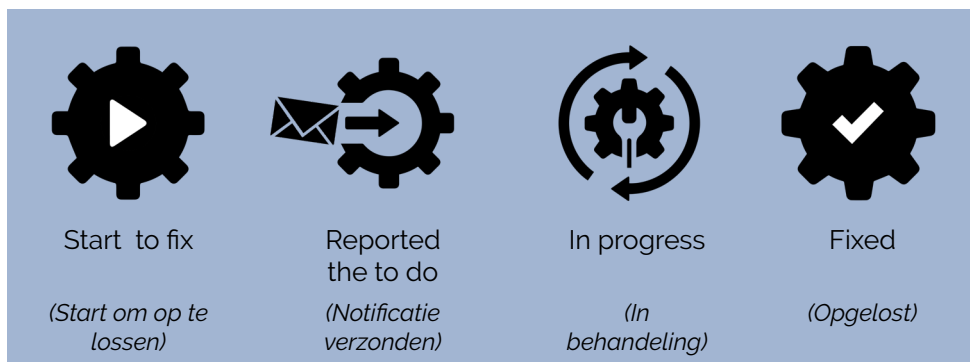 Start to fix
Reported
the to do
In progress
Fixed
(Start om op te
lossen)
(Notificatie
verzonden)
(In
behandeling)
(Opgelost)